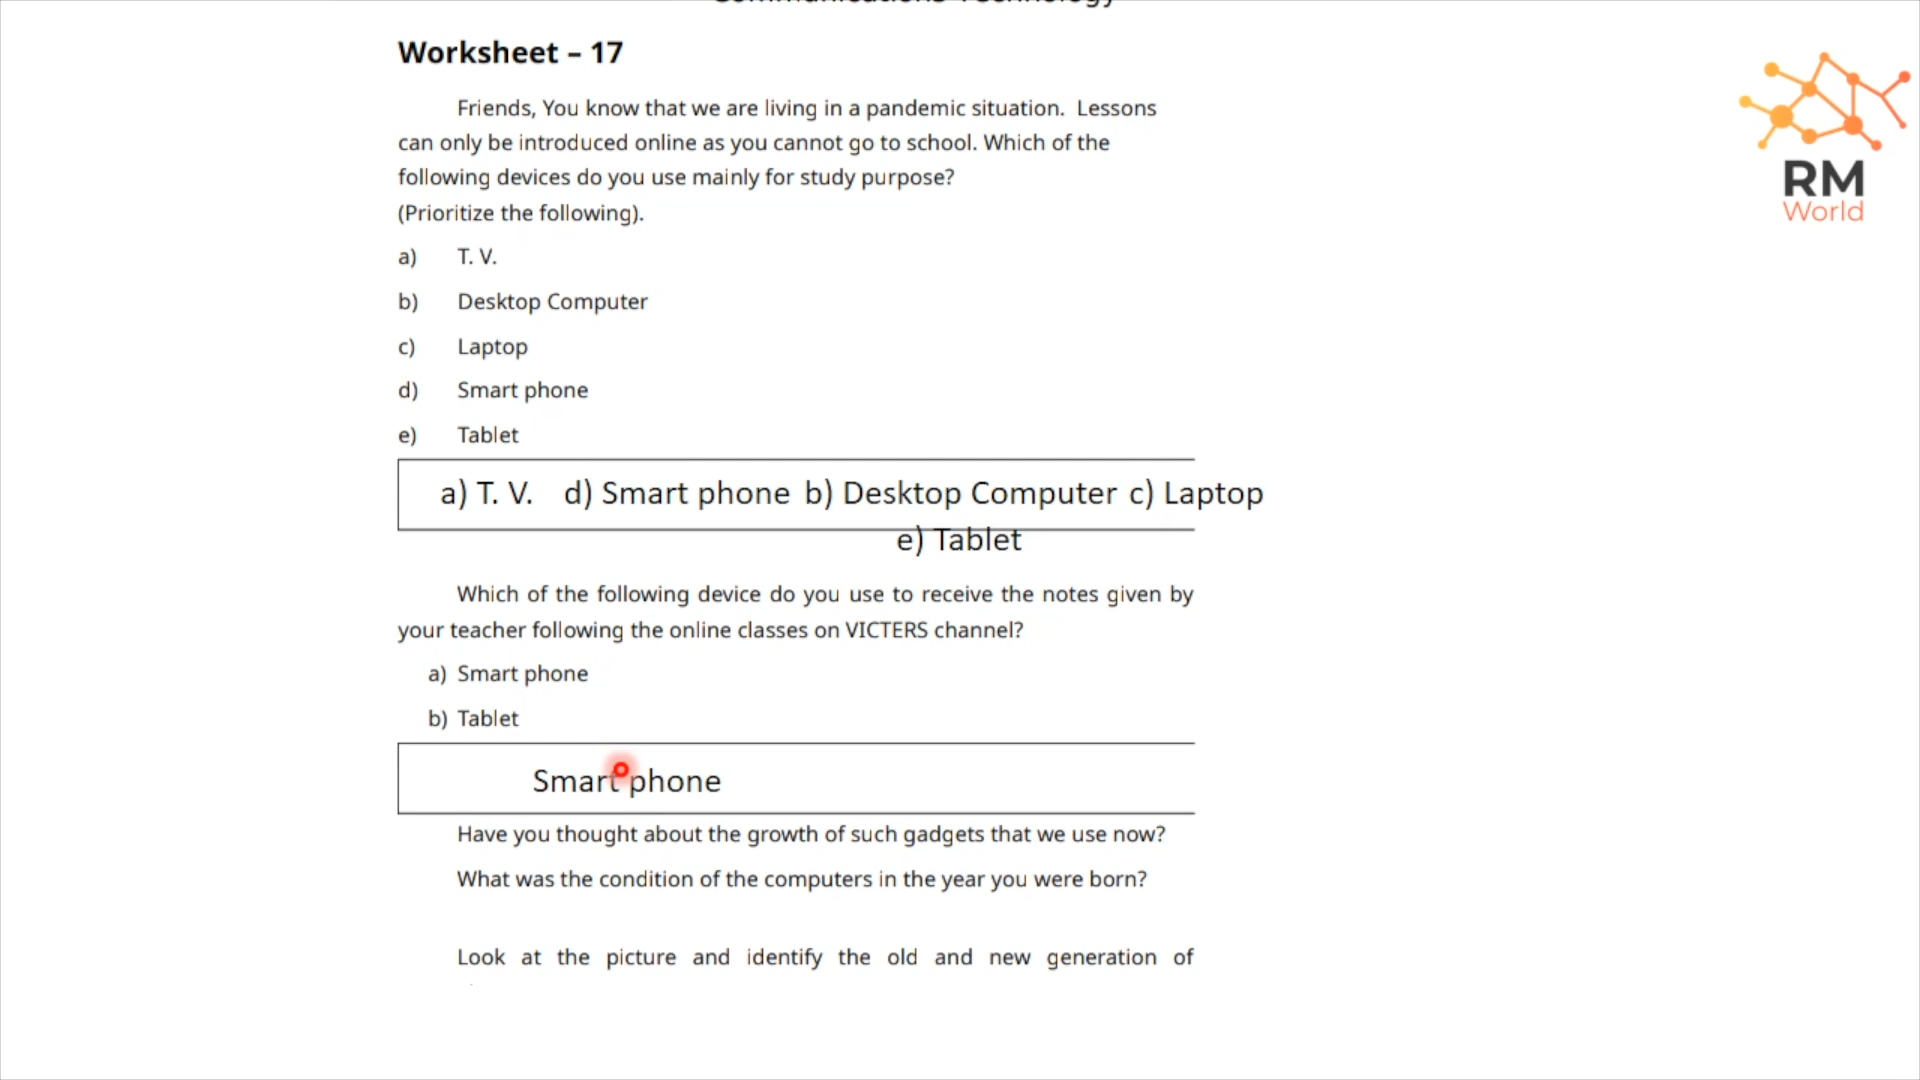 Communications Technology
Worksheet – 17
Friends, You know that we are living in a pandemic situation. Lessons
can only be introduced online as you cannot go to school. Which of the
following devices do you use mainly for study purpose?
(Prioritize the following).
a) T. V.
b) Desktop Computer
c) Laptop
d) Smart phone
e) Tablet
a) T. V. d) Smart phone b) Desktop Computer c) Laptop
e) Tablet
Which of the following device do you use to receive the notes given by
your teacher following the online classes on VICTERS channel?
a) Smart phone
b) Tablet
Smart phone
Have you thought about the growth of such gadgets that we use now?
What was the condition of the computers in the year you were born?
Look at the picture and identify the old and new generation of
RM
World